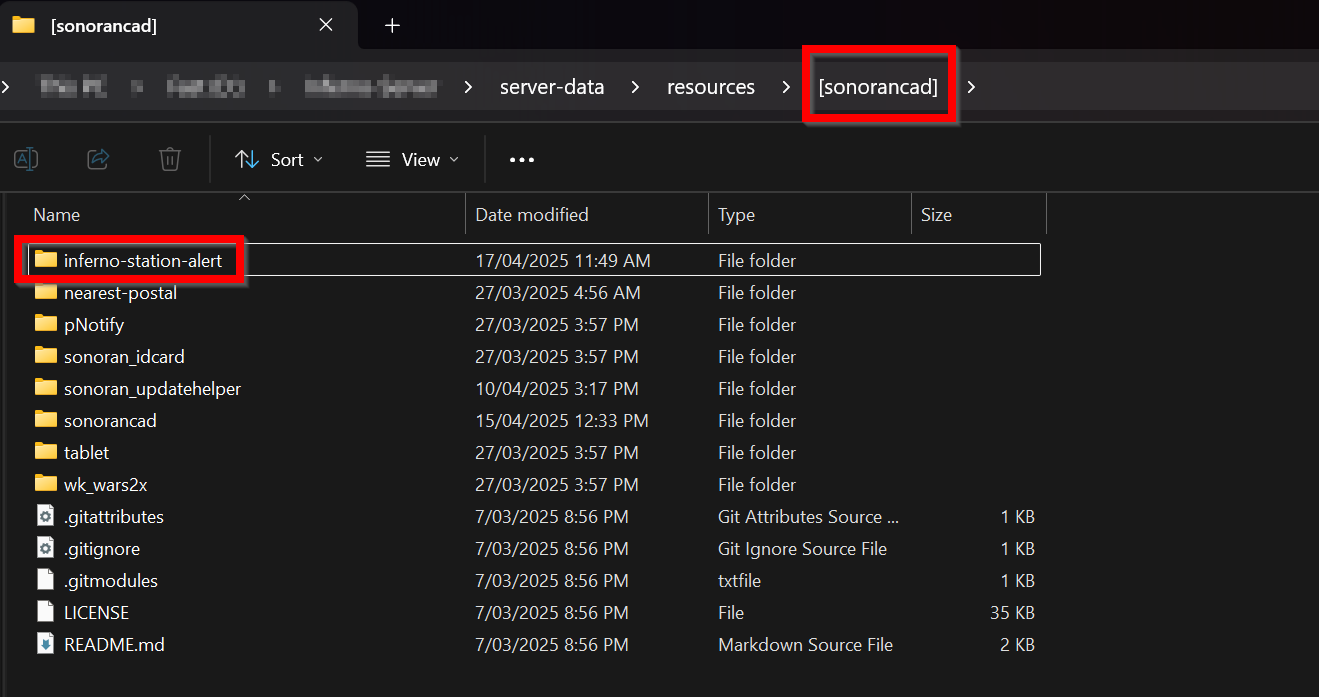 [sonorancad]
server-data > resources > [sonorancad] >
Sort View
Name Date modified Type Size
inferno-station-alert 17/04/2025 11:49 AM File folder
nearest-postal 27/03/2025 4:56 AM File folder
pNotify 27/03/2025 3:57 PM File folder
sonoran_idcard 27/03/2025 3:57 PM File folder
sonoran_updatehelper 10/04/2025 3:17 PM File folder
sonorancad 15/04/2025 12:33 PM File folder
tablet 27/03/2025 3:57 PM File folder
wk_wars2x 27/03/2025 3:57 PM File folder
.gitattributes 7/03/2025 8:56 PM Git Attributes Source ... 1 KB
.gitignore 7/03/2025 8:56 PM Git Ignore Source File 1 KB
.gitmodules 7/03/2025 8:56 PM txtfile 1 KB
LICENSE 7/03/2025 8:56 PM File 35 KB
README.md 7/03/2025 8:56 PM Markdown Source File 2 KB